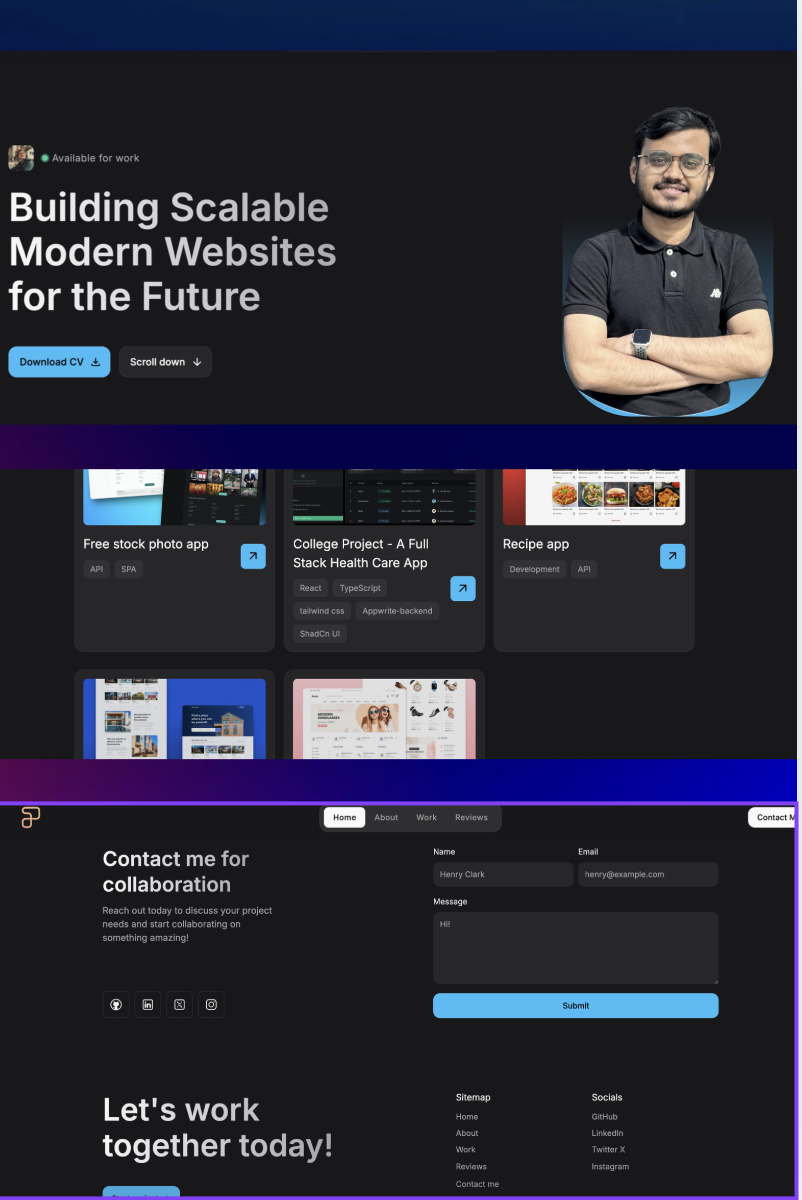 Available for work
Building Scalable
Modern Websites
for the Future
Download CV
Scroll down
Free stock photo app
API SPA
College Project - A Full
Stack Health Care App
React TypeScript
tailwind css Appwrite-backend
ShadCn UI
Recipe app
Development API
MODERN
SUNGLASSES
Home About Work Reviews
Contact M
Contact me for
collaboration
Reach out today to discuss your project
needs and start collaborating on
something amazing!
Name
Henry Clark
Email
henry@example.com
Message
Hi!
Submit
Let's work
together today!
Sitemap
Home
About
Work
Reviews
Contact me
Socials
GitHub
LinkedIn
Twitter X
Instagram